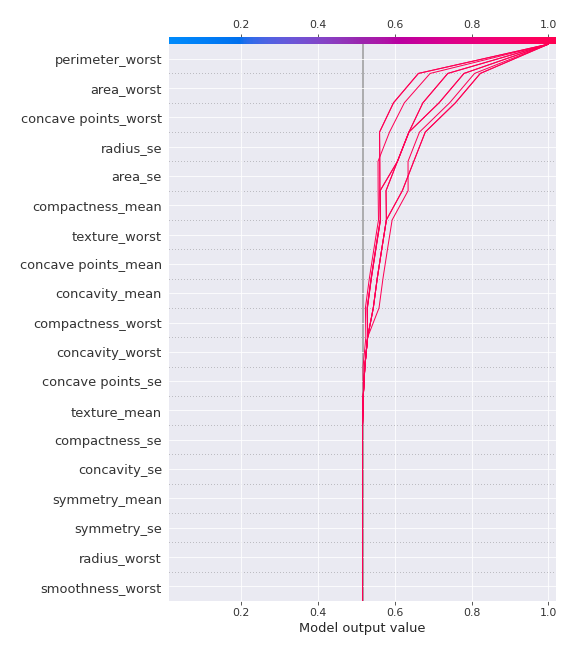 0.2 0.4 0.6 0.8 1.0
perimeter_worst
area_worst
concave points_worst
radius_se
area_se
compactness_mean
texture_worst
concave points_mean
concavity_mean
compactness_worst
concavity_worst
concave points_se
texture_mean
compactness_se
concavity_se
symmetry_mean
symmetry_se
radius_worst
smoothness_worst
0.2 0.4 0.6 0.8 1.0
Model output value